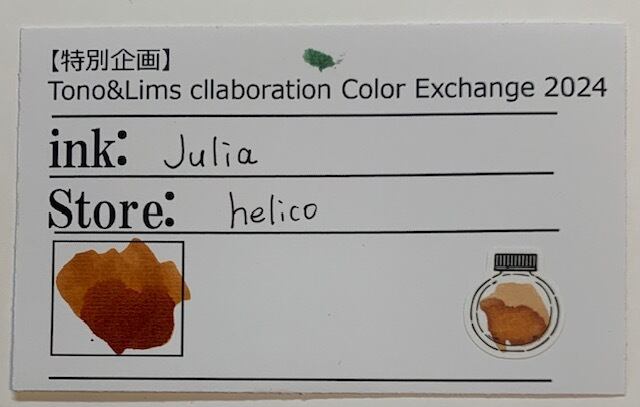 【特別企画】
Tono&Lims cllaboration Color Exchange 2024
ink: Julia
Store: helico